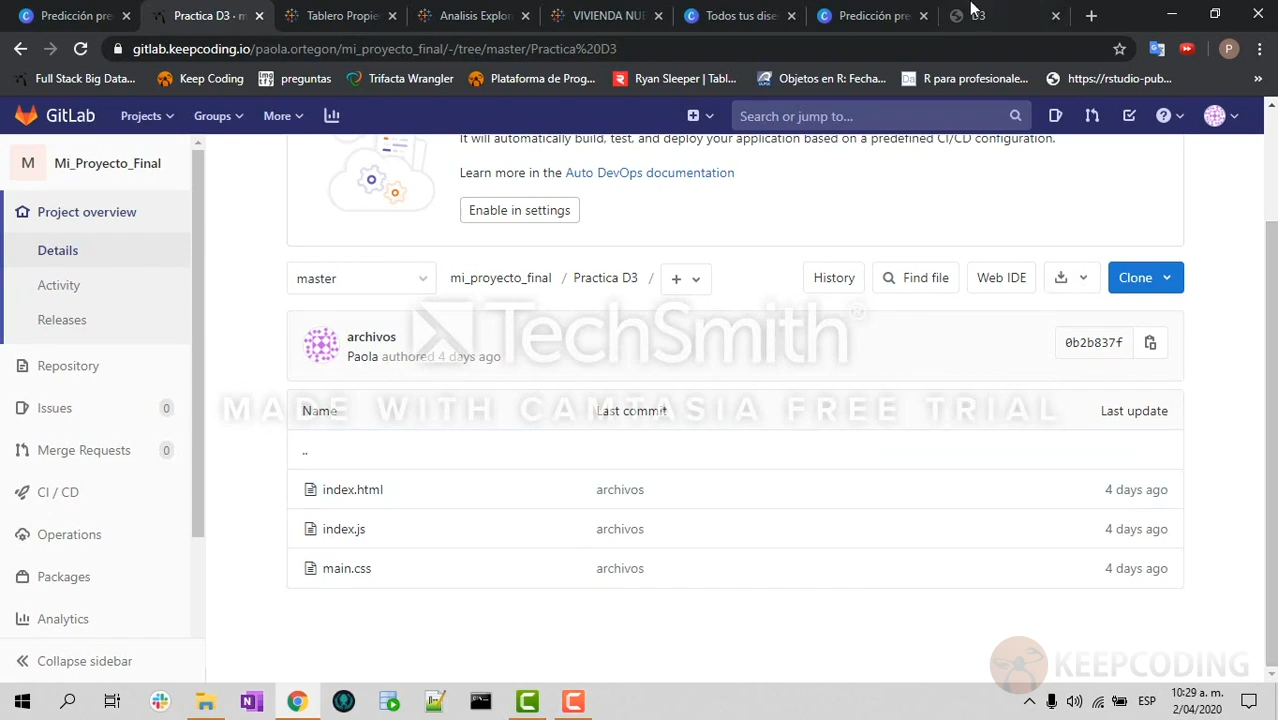 Predicción pre
Practica D3 - m
Tablero Propie
Analisis Explor
VIVIENDA NUE
Todos tus dise
Predicción pre
D3
gitlab.keepcoding.io/paola.ortegon/mi_proyecto_final/-/tree/master/Practica%20D3
P
Full Stack Big Data...
Keep Coding
preguntas
Trifacta Wrangler
Plataforma de Prog...
Ryan Sleeper | Tabl...
Objetos en R: Fecha...
R para profesionale...
https://rstudio-pub...
GitLab
Projects
Groups
More
Search or jump to...
M
Mi_Proyecto_Final
It will automatically build, test, and deploy your application based on a predefined CI/CD configuration.
Learn more in the Auto DevOps documentation
Enable in settings
Project overview
Details
Activity
Releases
Repository
Issues 0
Merge Requests 0
CI / CD
Operations
Packages
Analytics
Collapse sidebar
master
mi_proyecto_final / Practica D3 /
History
Find file
Web IDE
Clone
archivos
Paola authored 4 days ago
0b2b837f
TechSmith®
MADE WITH CAMTASIA FREE TRIAL
Name Last commit Last update
..
index.html archivos 4 days ago
index.js archivos 4 days ago
main.css archivos 4 days ago
KEEPCODING
ESP
0:29 a. m.
2/04/2020